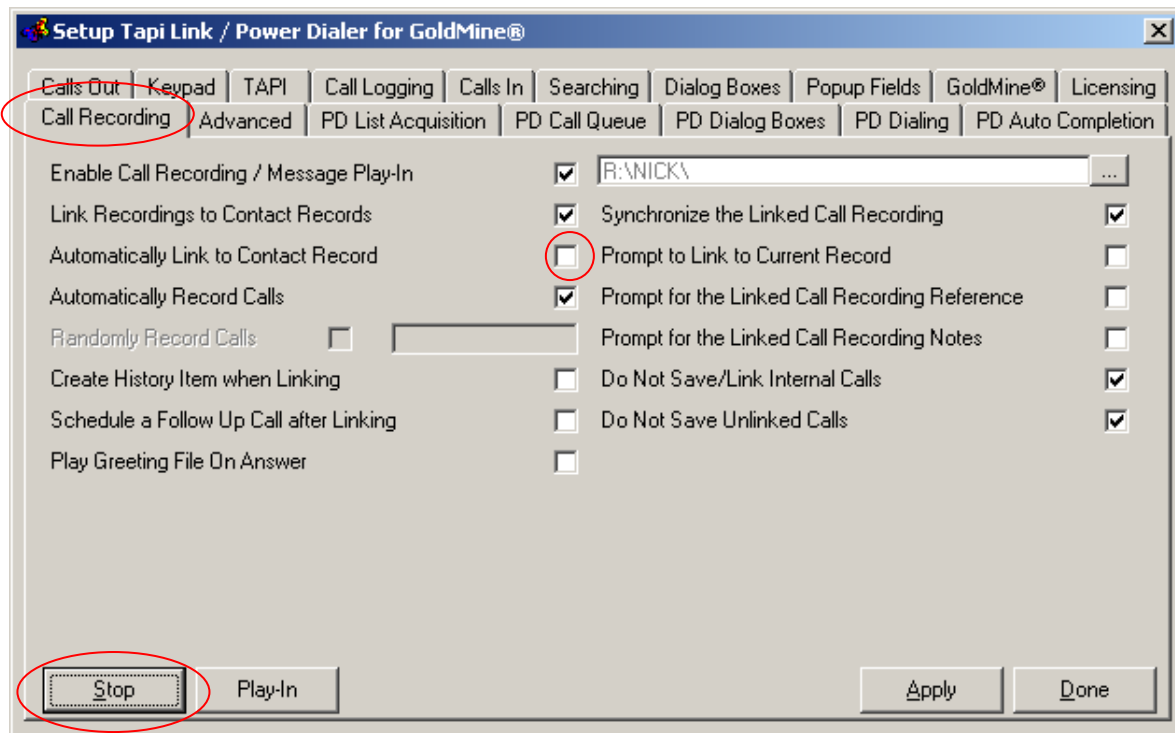 Setup Tapi Link / Power Dialer for GoldMine®
Calls Out Keypad TAPI Call Logging Calls In Searching Dialog Boxes Popup Fields GoldMine® Licensing
Call Recording Advanced PD List Acquisition PD Call Queue PD Dialog Boxes PD Dialing PD Auto Completion
Enable Call Recording / Message Play-In R:\NICK\ ...
Link Recordings to Contact Records Synchronize the Linked Call Recording
Automatically Link to Contact Record Prompt to Link to Current Record
Automatically Record Calls Prompt for the Linked Call Recording Reference
Randomly Record Calls Prompt for the Linked Call Recording Notes
Create History Item when Linking Do Not Save/Link Internal Calls
Schedule a Follow Up Call after Linking Do Not Save Unlinked Calls
Play Greeting File On Answer
Stop Play-In Apply Done